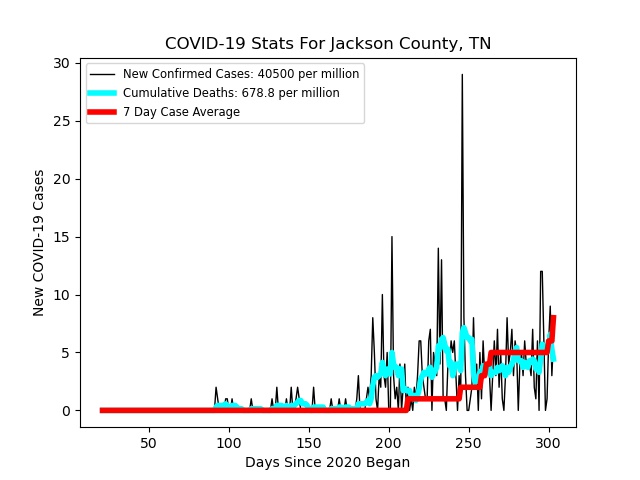 COVID-19 Stats For Jackson County, TN
New Confirmed Cases: 40500 per million
Cumulative Deaths: 678.8 per million
7 Day Case Average
New COVID-19 Cases
30
25
20
15
10
5
0
50
100
150
200
250
300
Days Since 2020 Began